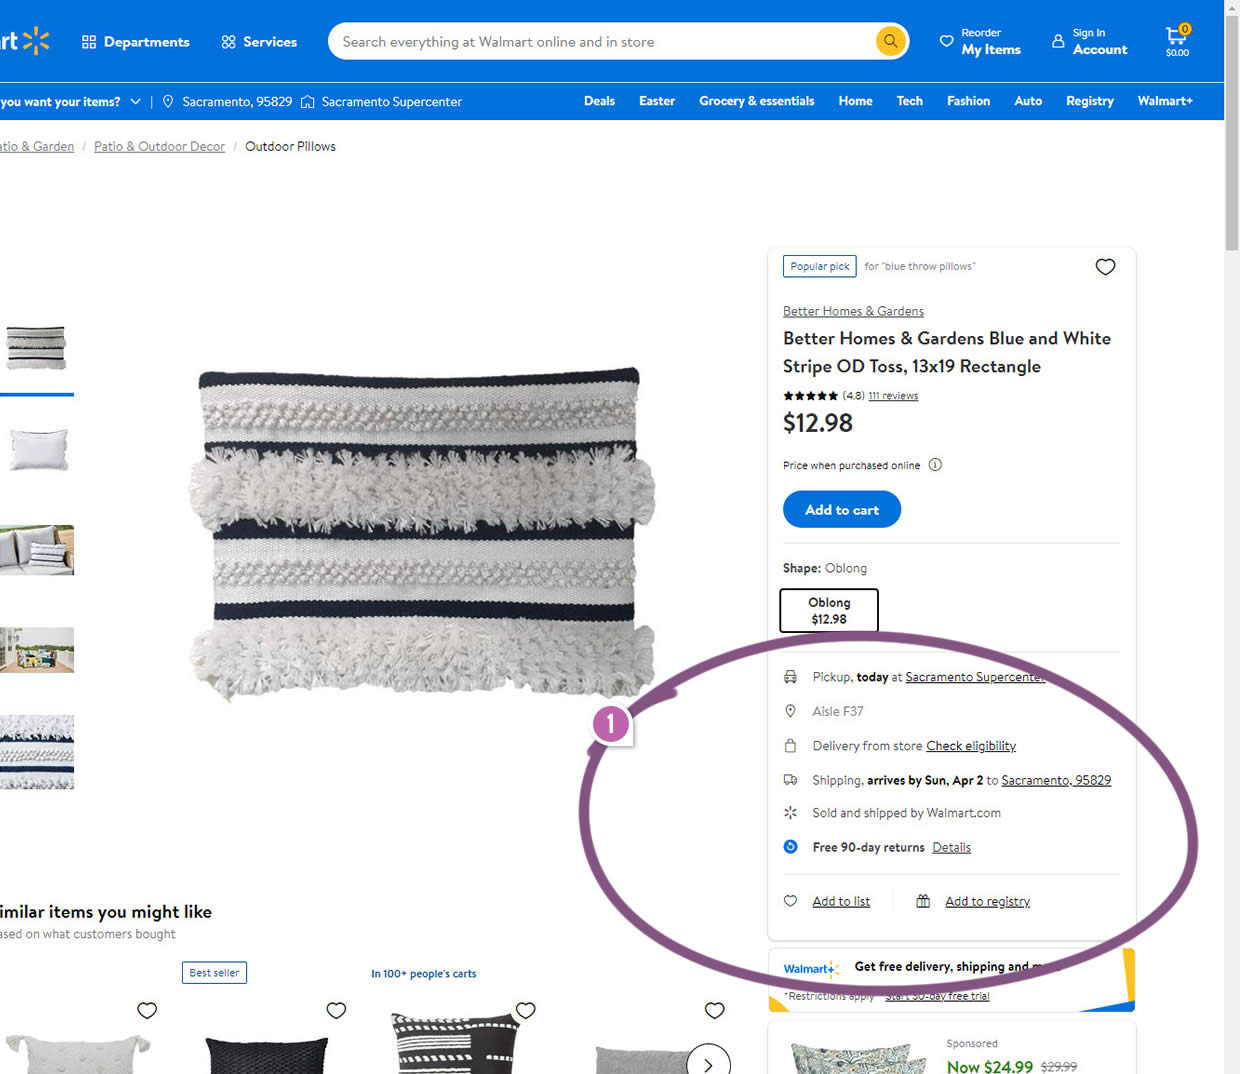 rt
Departments
Services
Search everything at Walmart online and in store
Reorder
My Items
Sign In
Account
0
$0.00
you want your items?
Sacramento, 95829
Sacramento Supercenter
Deals
Easter
Grocery & essentials
Home
Tech
Fashion
Auto
Registry
Walmart+
atio & Garden / Patio & Outdoor Decor / Outdoor Pillows
Popular pick for "blue throw pillows"
Better Homes & Gardens
Better Homes & Gardens Blue and White
Stripe OD Toss, 13x19 Rectangle
(4.8) 111 reviews
$12.98
Price when purchased online
Add to cart
Shape: Oblong
Oblong
$12.98
1
Pickup, today at Sacramento Supercenter
Aisle F37
Delivery from store Check eligibility
Shipping, arrives by Sun, Apr 2 to Sacramento, 95829
Sold and shipped by Walmart.com
Free 90-day returns Details
Add to list
Add to registry
imilar items you might like
ased on what customers bought
Best seller
In 100+ people's carts
Walmart+
Get free delivery, shipping and
*Restrictions apply Start 30-day free trial
Sponsored
Now $24.99 $29.99